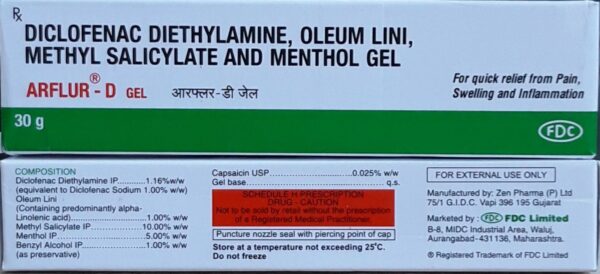 Rx
DICLOFENAC DIETHYLAMINE, OLEUM LINI,
METHYL SALICYLATE AND MENTHOL GEL
ARFLUR®- D GEL आरफ्लर-डी जेल
For quick relief from Pain,
Swelling and Inflammation
30 g
FDC
COMPOSITION
Diclofenac Diethylamine IP..........1.16%w/w
(equivalent to Diclofenac Sodium 1.00% w/w)
Oleum Lini
(Containing predominantly alpha-
Linolenic acid)..........1.00% w/w
Methyl Salicylate IP..........10.00% w/w
Menthol IP..........5.00% w/w
Benzyl Alcohol IP..........1.00% w/w
(as preservative)
Capsaicin USP..........0.025% w/w
Gel base..........q.s.
SCHEDULE H PRESCRIPTION
DRUG - CAUTION
Not to be sold by retail without the prescription
of a Registered Medical Practitioner.
Puncture nozzle seal with piercing point of cap
Store at a temperature not exceeding 25°C.
Do not freeze
FOR EXTERNAL USE ONLY
Manufactured by: Zen Pharma (P) Ltd
75/1 G.I.D.C. Vapi 396 195 Gujarat
Marketed by : FDC FDC Limited
B-8, MIDC Industrial Area, Waluj,
Aurangabad-431136, Maharashtra.
® Registered Trademark of FDC Limited